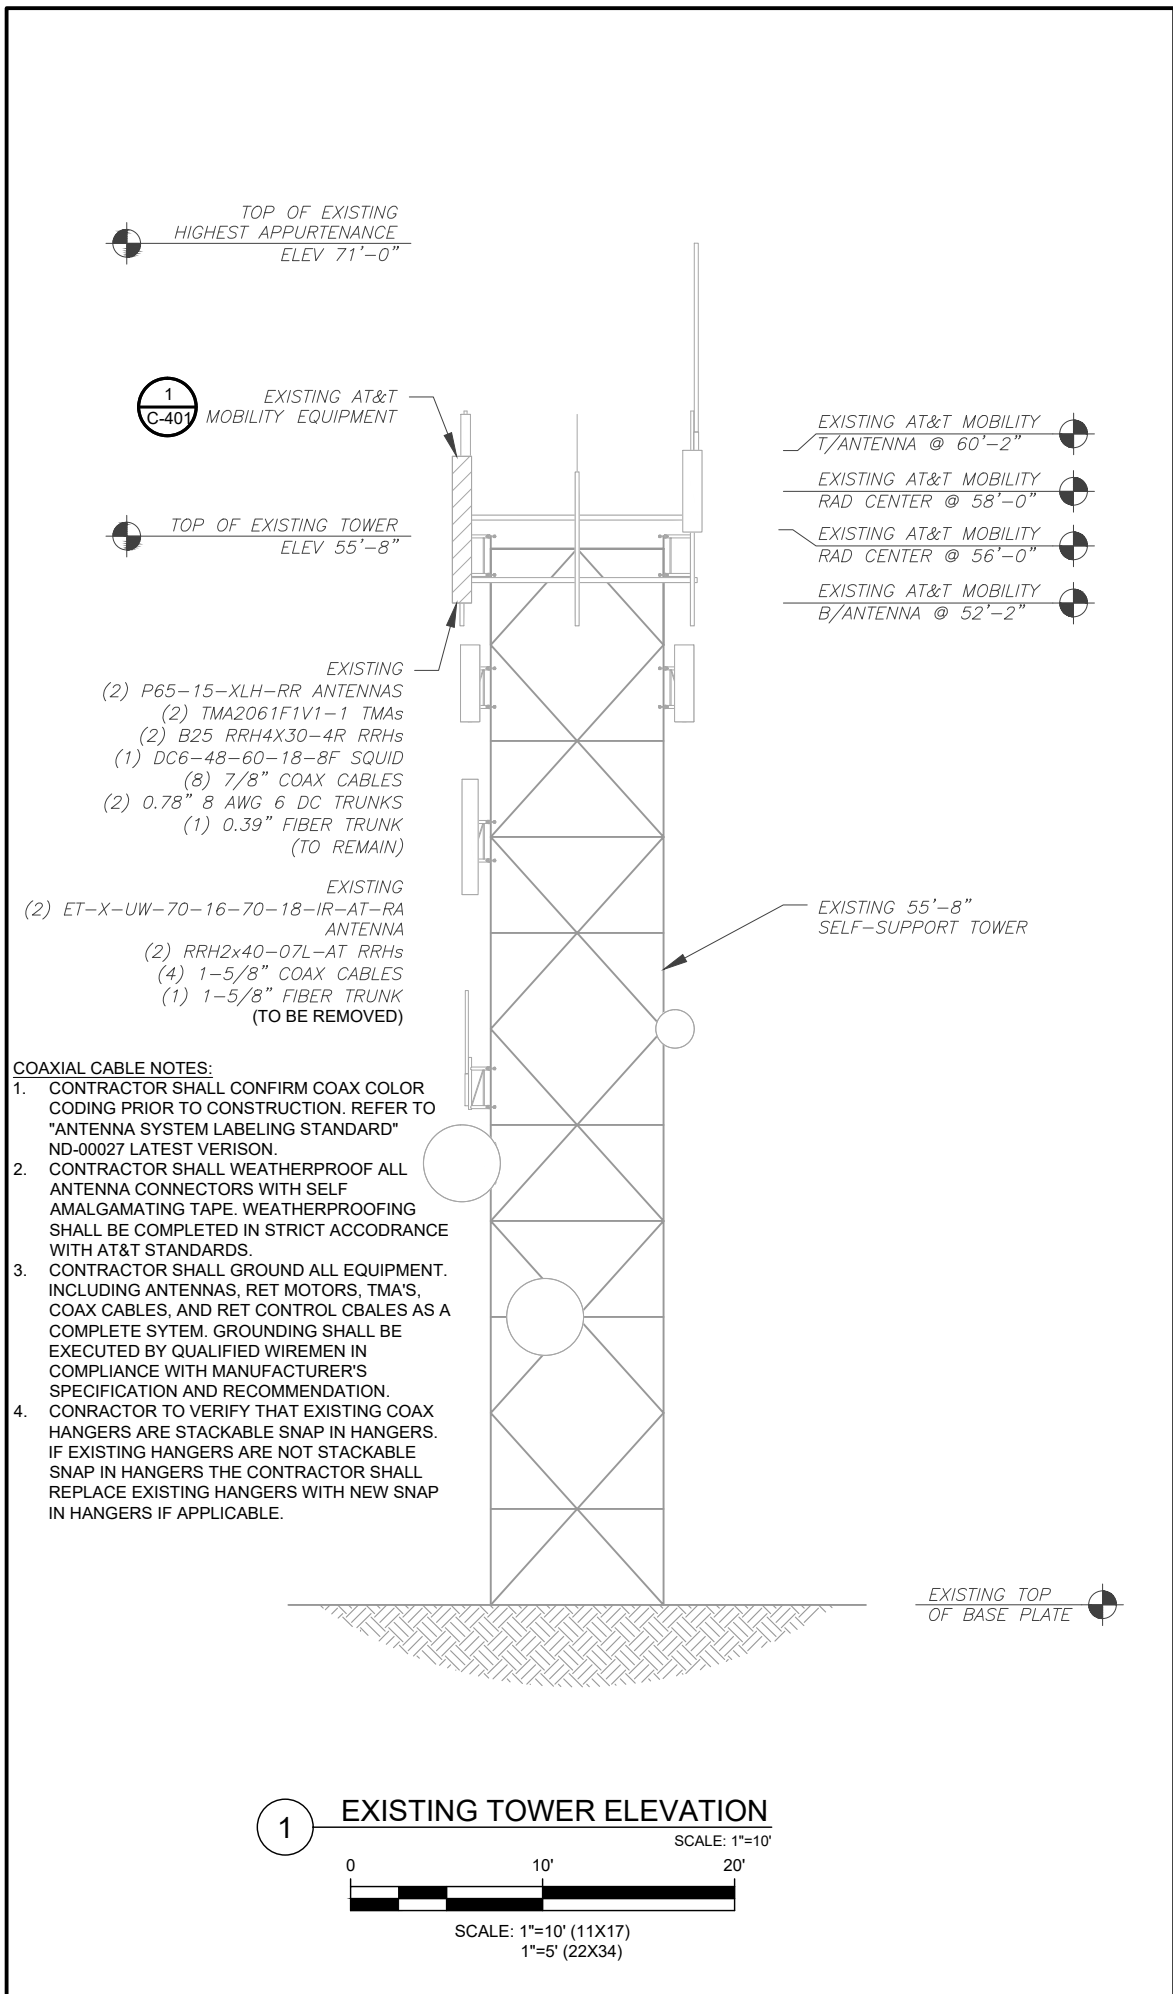 TOP OF EXISTING
HIGHEST APPURTENANCE
ELEV 71'-0"
1
C-401
EXISTING AT&T
MOBILITY EQUIPMENT
TOP OF EXISTING TOWER
ELEV 55'-8"
EXISTING AT&T MOBILITY
T/ANTENNA @ 60'-2"
EXISTING AT&T MOBILITY
RAD CENTER @ 58'-0"
EXISTING AT&T MOBILITY
RAD CENTER @ 56'-0"
EXISTING AT&T MOBILITY
B/ANTENNA @ 52'-2"
EXISTING
(2) P65-15-XLH-RR ANTENNAS
(2) TMA2061F1V1-1 TMAs
(2) B25 RRH4X30-4R RRHs
(1) DC6-48-60-18-8F SQUID
(8) 7/8" COAX CABLES
(2) 0.78" 8 AWG 6 DC TRUNKS
(1) 0.39" FIBER TRUNK
(TO REMAIN)
EXISTING
(2) ET-X-UW-70-16-70-18-IR-AT-RA
ANTENNA
(2) RRH2x40-07L-AT RRHs
(4) 1-5/8" COAX CABLES
(1) 1-5/8" FIBER TRUNK
(TO BE REMOVED)
EXISTING 55'-8"
SELF-SUPPORT TOWER
COAXIAL CABLE NOTES:
1. CONTRACTOR SHALL CONFIRM COAX COLOR
CODING PRIOR TO CONSTRUCTION. REFER TO
"ANTENNA SYSTEM LABELING STANDARD"
ND-00027 LATEST VERISON.
2. CONTRACTOR SHALL WEATHERPROOF ALL
ANTENNA CONNECTORS WITH SELF
AMALGAMATING TAPE. WEATHERPROOFING
SHALL BE COMPLETED IN STRICT ACCODRANCE
WITH AT&T STANDARDS.
3. CONTRACTOR SHALL GROUND ALL EQUIPMENT.
INCLUDING ANTENNAS, RET MOTORS, TMA'S,
COAX CABLES, AND RET CONTROL CBALES AS A
COMPLETE SYTEM. GROUNDING SHALL BE
EXECUTED BY QUALIFIED WIREMEN IN
COMPLIANCE WITH MANUFACTURER'S
SPECIFICATION AND RECOMMENDATION.
4. CONRACTOR TO VERIFY THAT EXISTING COAX
HANGERS ARE STACKABLE SNAP IN HANGERS.
IF EXISTING HANGERS ARE NOT STACKABLE
SNAP IN HANGERS THE CONTRACTOR SHALL
REPLACE EXISTING HANGERS WITH NEW SNAP
IN HANGERS IF APPLICABLE.
EXISTING TOP
OF BASE PLATE
1
EXISTING TOWER ELEVATION
SCALE: 1"=10'
0 10' 20'
SCALE: 1"=10' (11X17)
1"=5' (22X34)